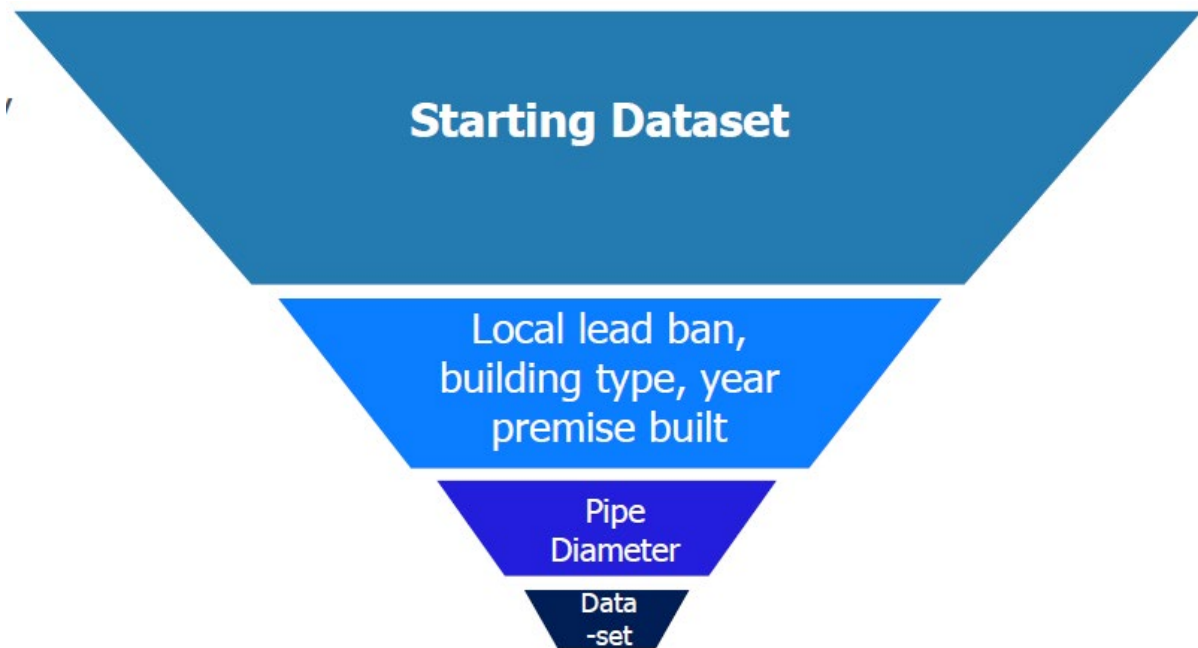 Starting Dataset
Local lead ban,
building type, year
premise built
Pipe
Diameter
Data
-set